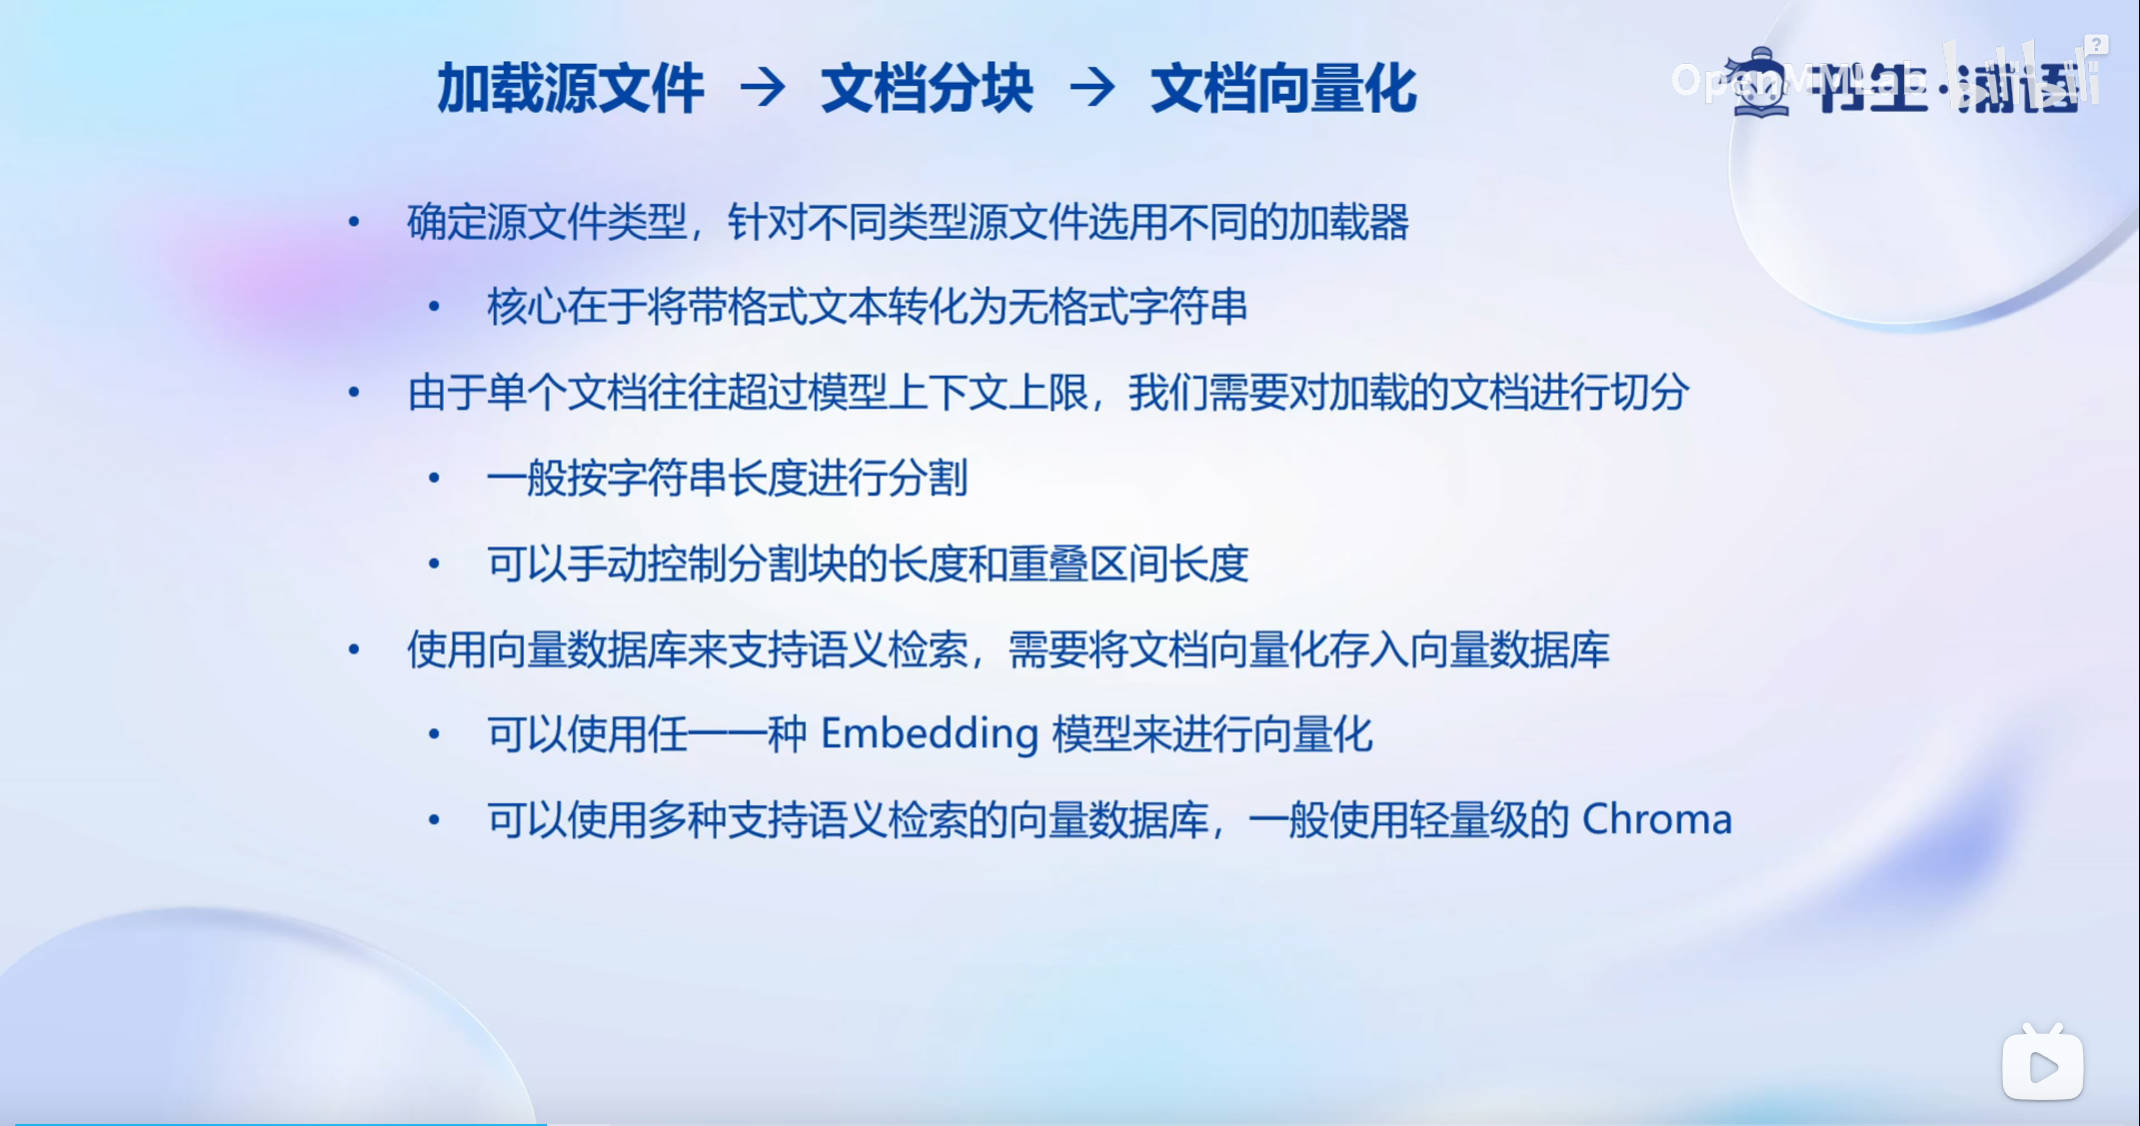 加载源文件 → 文档分块 → 文档向量化
OpenMMLab
书生·浦语
bilibili
• 确定源文件类型，针对不同类型源文件选用不同的加载器
• 核心在于将带格式文本转化为无格式字符串
• 由于单个文档往往超过模型上下文上限，我们需要对加载的文档进行切分
• 一般按字符串长度进行分割
• 可以手动控制分割块的长度和重叠区间长度
• 使用向量数据库来支持语义检索，需要将文档向量化存入向量数据库
• 可以使用任一一种 Embedding 模型来进行向量化
• 可以使用多种支持语义检索的向量数据库，一般使用轻量级的 Chroma